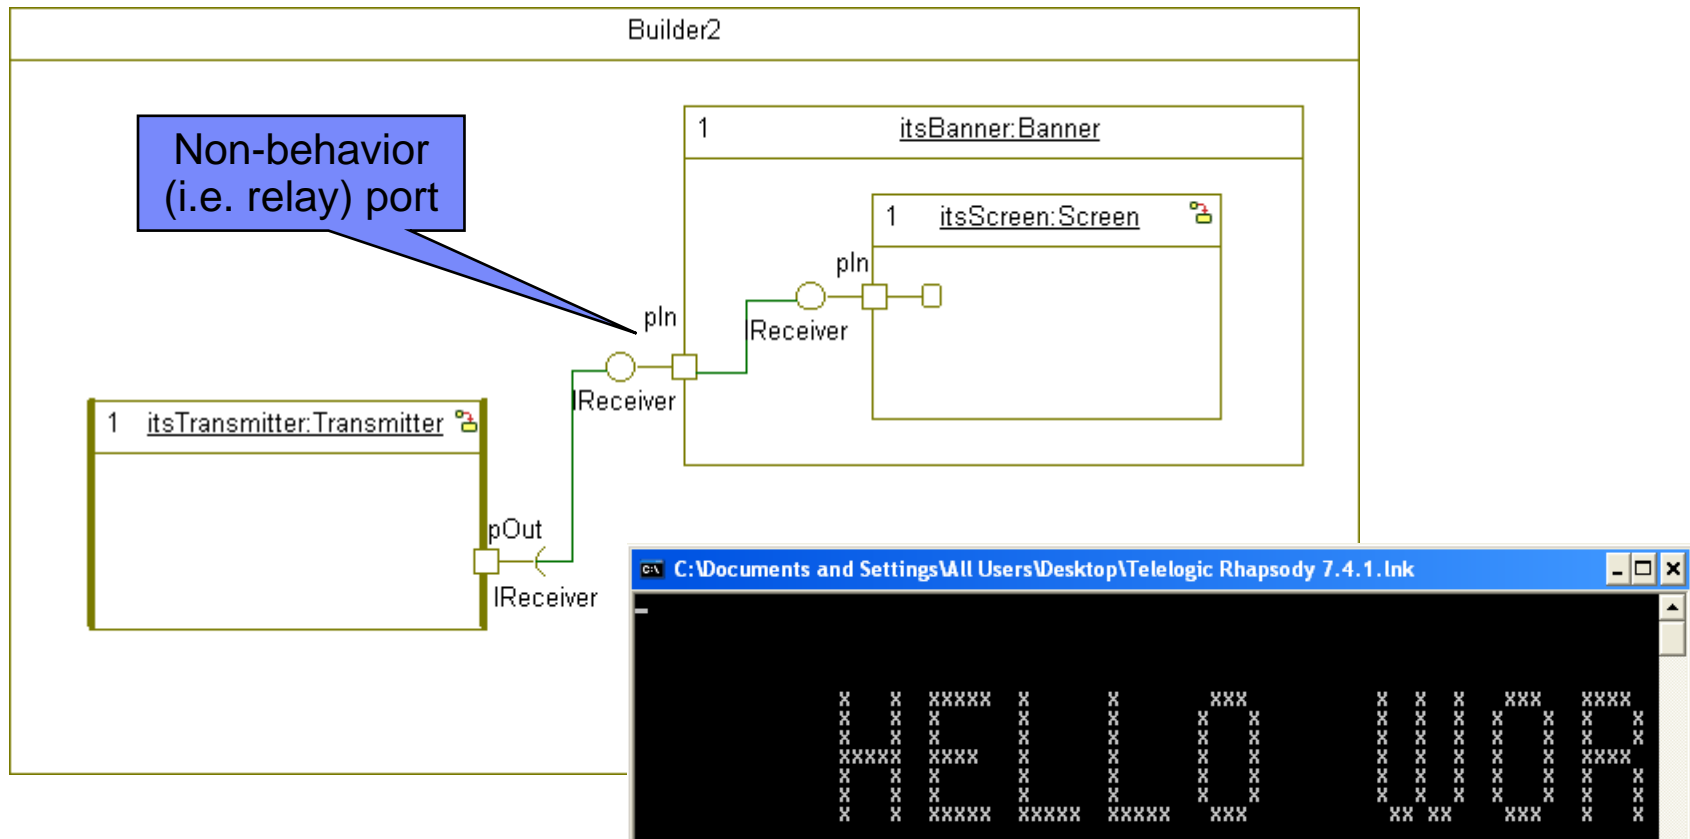 Builder2
Non-behavior
(i.e. relay) port
1 itsBanner:Banner
1 itsScreen:Screen
pIn
IReceiver
pIn
IReceiver
1 itsTransmitter:Transmitter
pOut
IReceiver
C:\Documents and Settings\All Users\Desktop\Telelogic Rhapsody 7.4.1.lnk
HELLO WOR